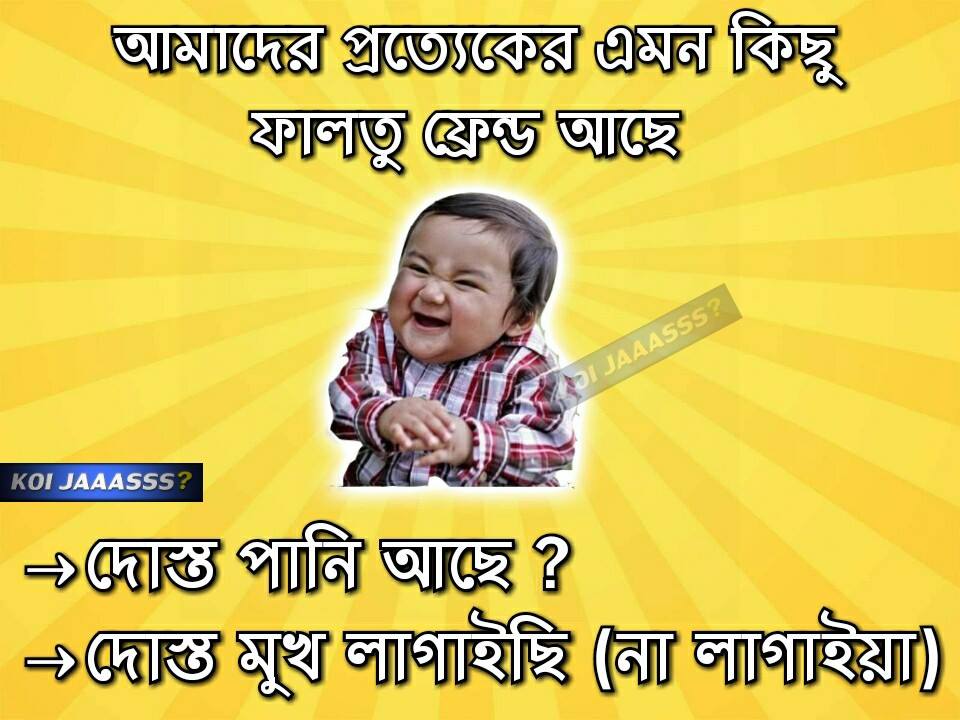 আমাদের প্রত্যেকের এমন কিছু
ফালতু ফ্রেন্ড আছে
KOI JAAASSS?
KOI JAAASSS?
→দোস্ত পানি আছে ?
→দোস্ত মুখ লাগাইছি (না লাগাইয়া)